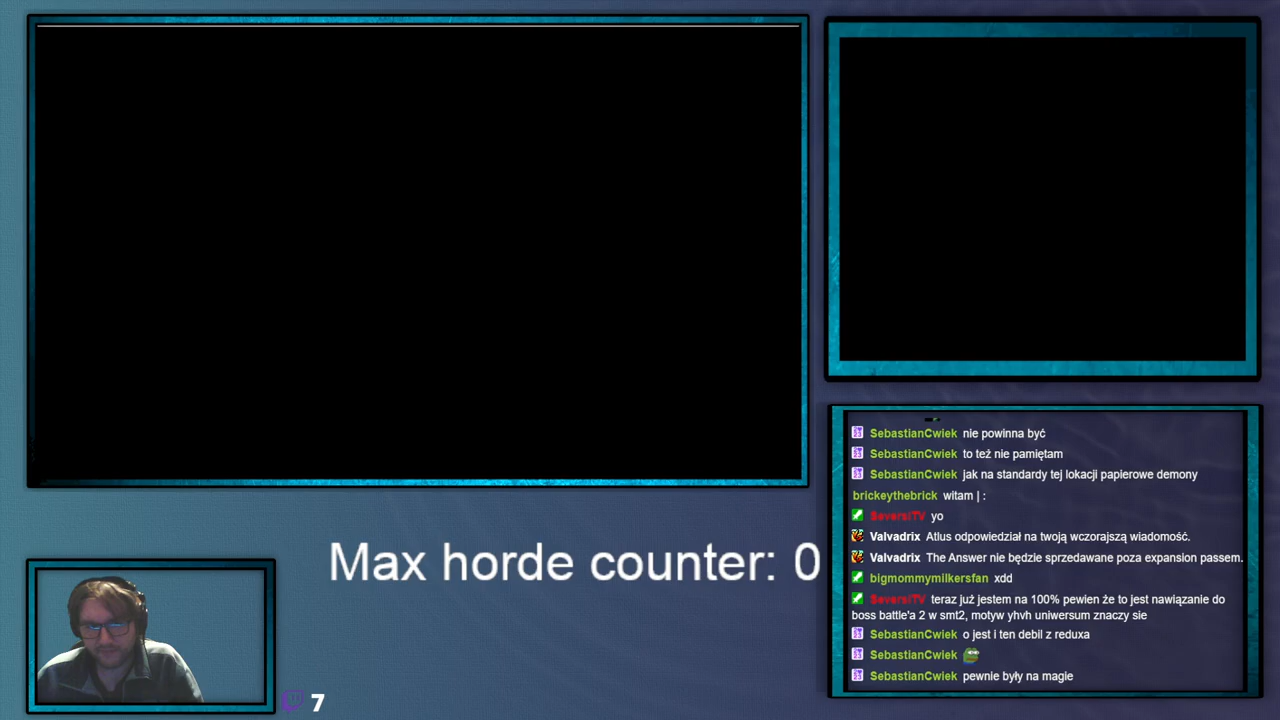 Max horde counter: 0
SebastianCwiek nie powinna być
SebastianCwiek to też nie pamiętam
SebastianCwiek jak na standardy tej lokacji papierowe demony
brickeythebrick witam | :
SeversITV yo
Valvadrix Atlus odpowiedział na twoją wczorajszą wiadomość.
Valvadrix The Answer nie będzie sprzedawane poza expansion passem.
bigmommymilkersfan xdd
SeversITV teraz już jestem na 100% pewien że to jest nawiązanie do
boss battle'a 2 w smt2, motyw yhvh uniwersum znaczy sie
SebastianCwiek o jest i ten debil z reduxa
SebastianCwiek
SebastianCwiek pewnie były na magie
7